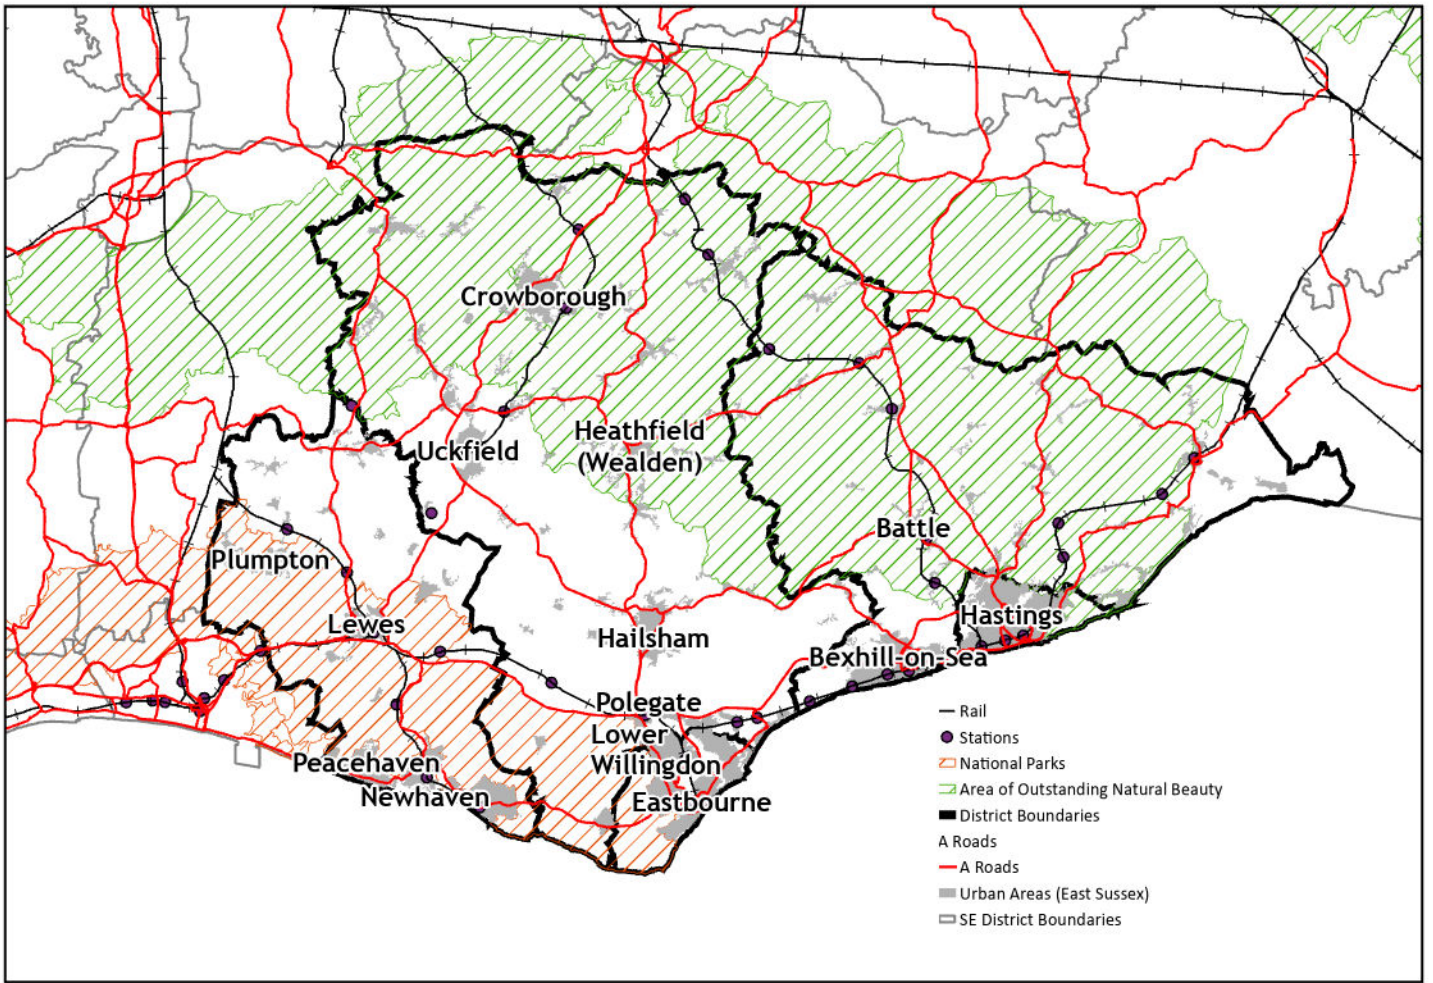 Crowborough
Heathfield
(Wealden)
Uckfield
Battle
Plumpton
Lewes
Hastings
Hailsham
Bexhill-on-Sea
Polegate
Lower
Willingdon
Peacehaven
Newhaven
Eastbourne
Rail
Stations
National Parks
Area of Outstanding Natural Beauty
District Boundaries
A Roads
A Roads
Urban Areas (East Sussex)
SE District Boundaries